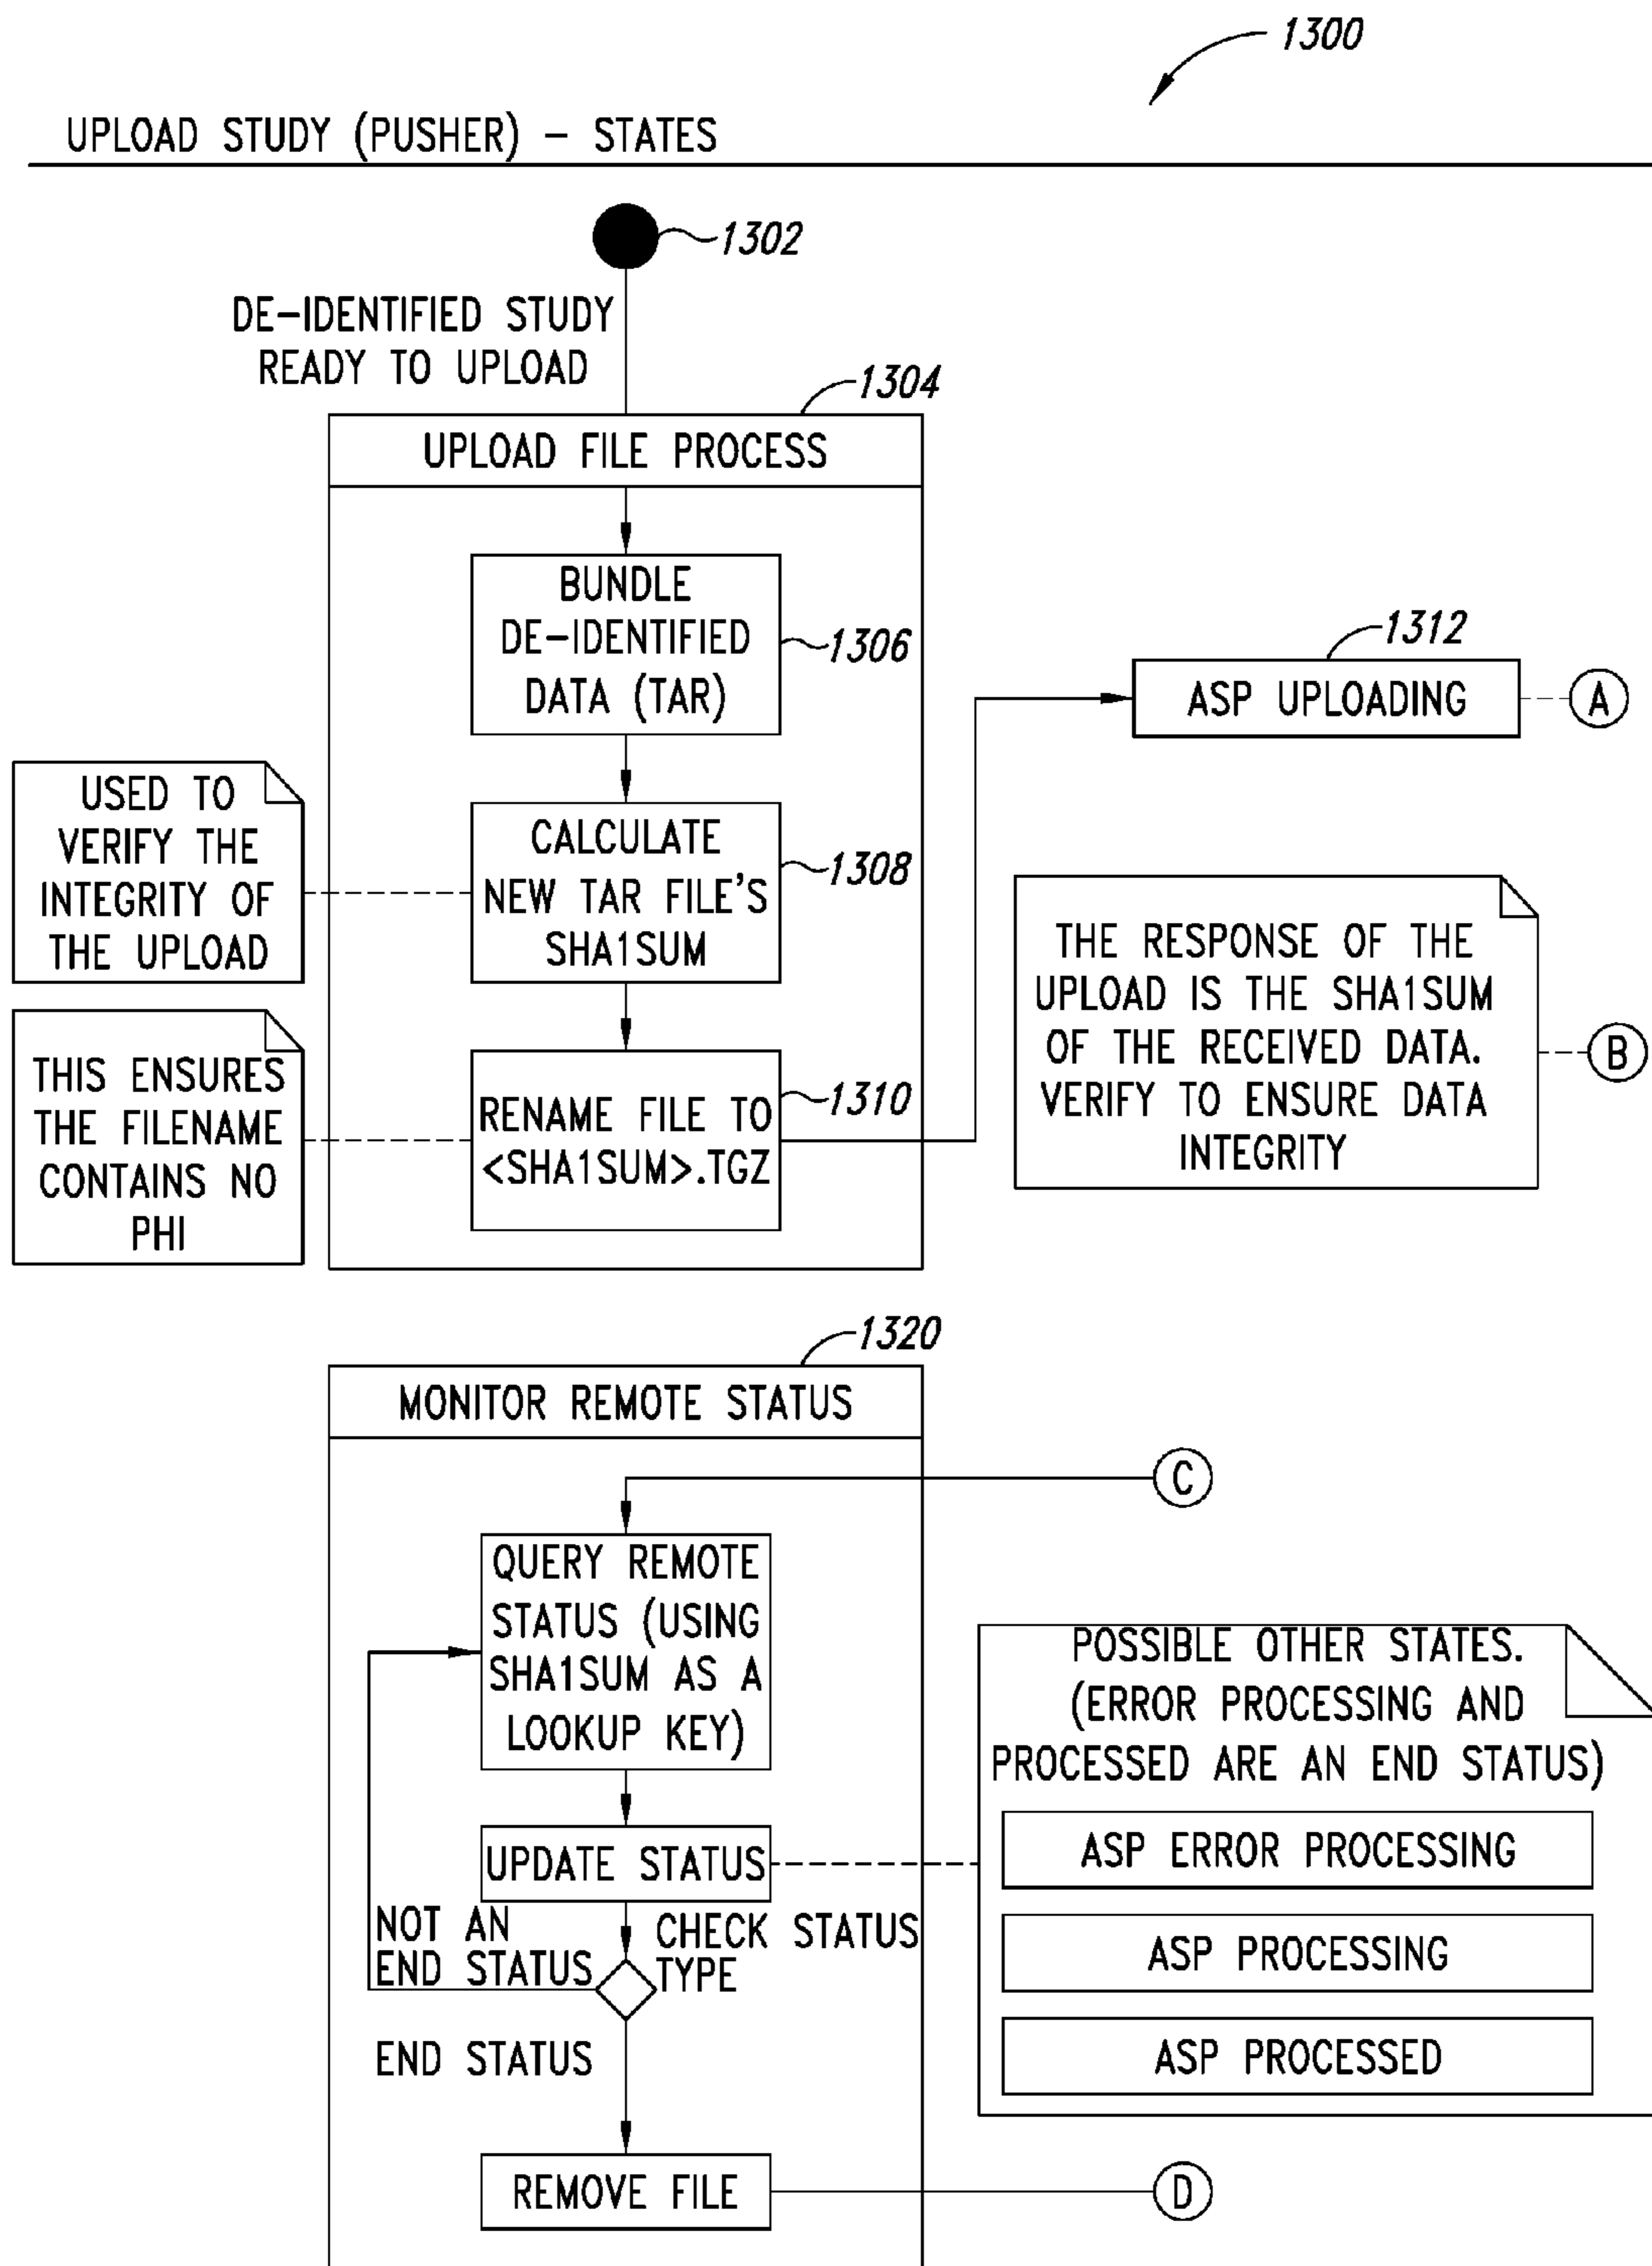 1300
UPLOAD STUDY (PUSHER) – STATES
1302
DE–IDENTIFIED STUDY
READY TO UPLOAD
1304
UPLOAD FILE PROCESS
BUNDLE
DE–IDENTIFIED
DATA (TAR)
1306
1312
ASP UPLOADING
A
USED TO
VERIFY THE
INTEGRITY OF
THE UPLOAD
CALCULATE
NEW TAR FILE'S
SHA1SUM
1308
THE RESPONSE OF THE
UPLOAD IS THE SHA1SUM
OF THE RECEIVED DATA.
VERIFY TO ENSURE DATA
INTEGRITY
B
THIS ENSURES
THE FILENAME
CONTAINS NO
PHI
RENAME FILE TO
<SHA1SUM>.TGZ
1310
1320
MONITOR REMOTE STATUS
C
QUERY REMOTE
STATUS (USING
SHA1SUM AS A
LOOKUP KEY)
POSSIBLE OTHER STATES.
(ERROR PROCESSING AND
PROCESSED ARE AN END STATUS)
ASP ERROR PROCESSING
ASP PROCESSING
ASP PROCESSED
UPDATE STATUS
NOT AN
END STATUS
CHECK STATUS
TYPE
END STATUS
REMOVE FILE
D